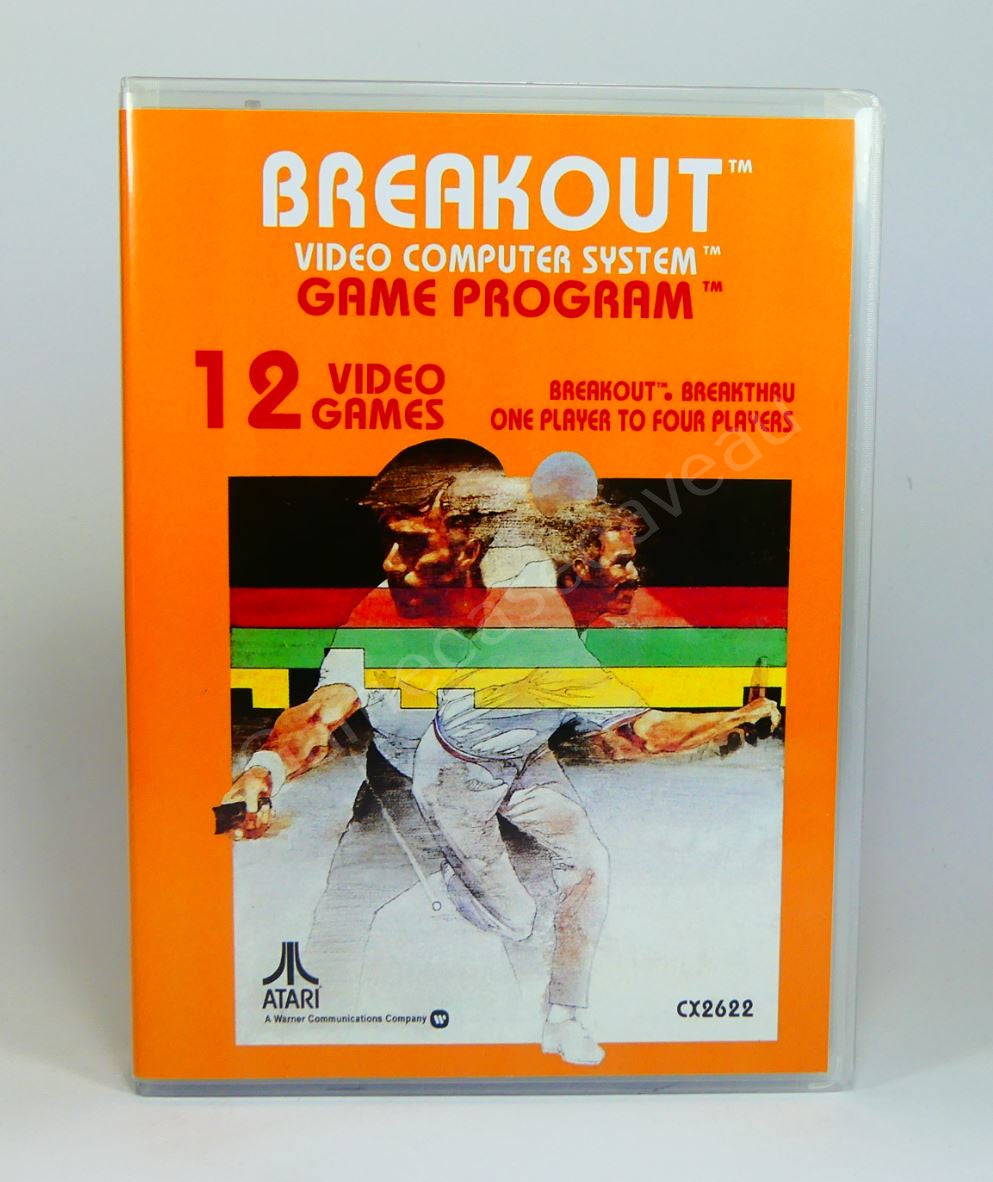 BREAKOUT™
VIDEO COMPUTER SYSTEM™
GAME PROGRAM™
12 VIDEO GAMES
BREAKOUT™• BREAKTHRU
ONE PLAYER TO FOUR PLAYERS
ATARI
A Warner Communications Company
CX2622